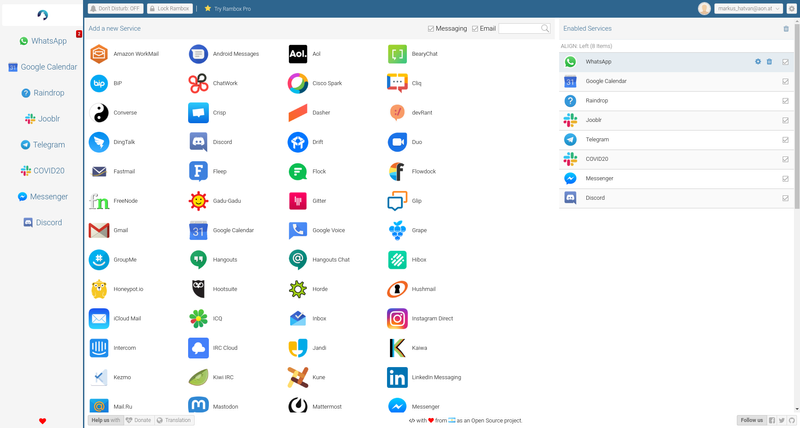 Don't Disturb: OFF
Lock Rambox
Try Rambox Pro
markus_hatvan@aon.at
WhatsApp
Google Calendar
Raindrop
Jooblr
Telegram
COVID20
Messenger
Discord
Add a new Service
Messaging
Email
Amazon WorkMail
Android Messages
Aol.
Aol
BearyChat
bip
BiP
ChatWork
Cisco Spark
Cliq
Converse
Crisp
Dasher
devRant
DingTalk
Discord
Drift
Duo
Fastmail
Fleep
Flock
Flowdock
FreeNode
Gadu-Gadu
Gitter
Glip
Gmail
31
Google Calendar
Google Voice
Grape
GroupMe
Hangouts
Hangouts Chat
Hibox
Honeypot.io
Hootsuite
Horde
Hushmail
iCloud Mail
ICQ
Inbox
Instagram Direct
Intercom
IRC Cloud
Jandi
Kaiwa
Kezmo
Kiwi IRC
Kune
LinkedIn Messaging
Mail.Ru
Mastodon
Mattermost
Messenger
Enabled Services
ALIGN: Left (8 items)
WhatsApp
Google Calendar
Raindrop
Jooblr
Telegram
COVID20
Messenger
Discord
Help us with
Donate
Translation
</> with ❤ from as an Open Source project.
Follow us